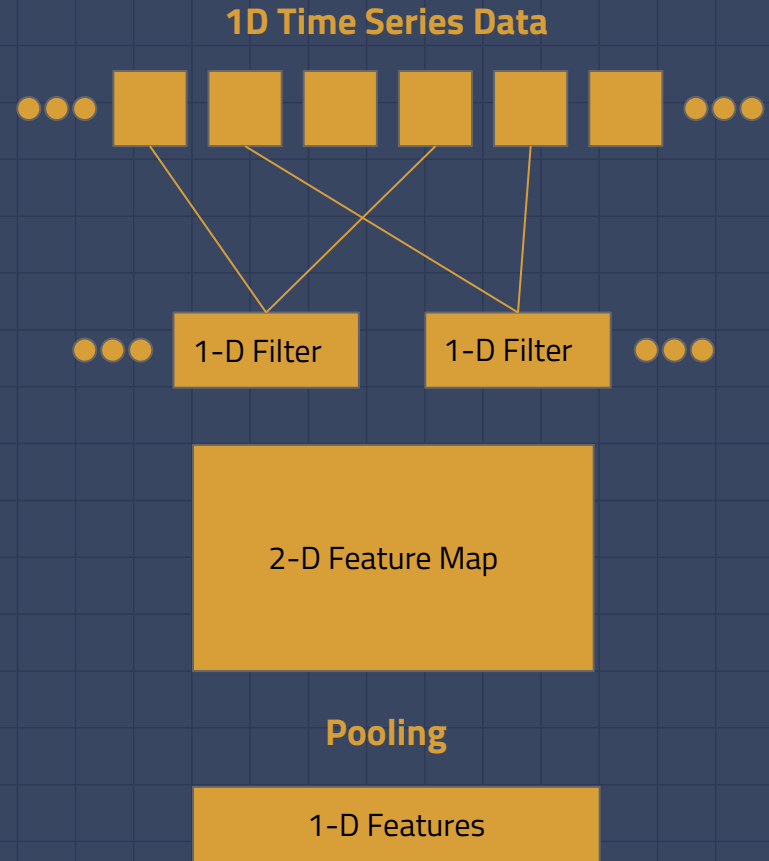 1D Time Series Data
1-D Filter
1-D Filter
2-D Feature Map
Pooling
1-D Features